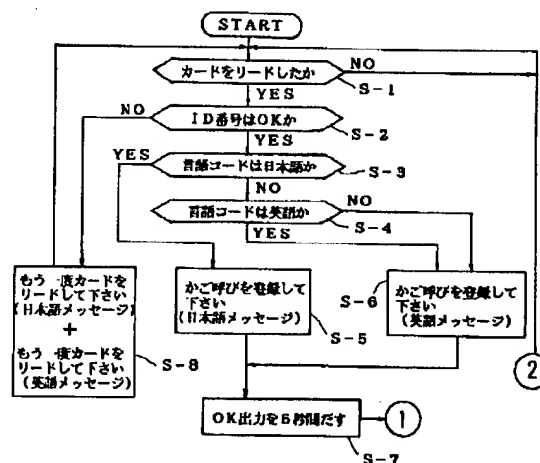 START
カードをリードしたか
NO
S-1
YES
NO
ID番号はOKか
S-2
YES
YES
言語コードは日本語か
S-3
NO
言語コードは英語か
NO
S-4
YES
もう一度カードを
リードして下さい
(日本語メッセージ)
+
もう一度カードを
リードして下さい
(英語メッセージ)
S-8
かご呼びを登録して
下さい
(日本語メッセージ)
S-5
S-6
かご呼びを登録して
下さい
(英語メッセージ)
2
OK出力を5秒間だす
1
S-7